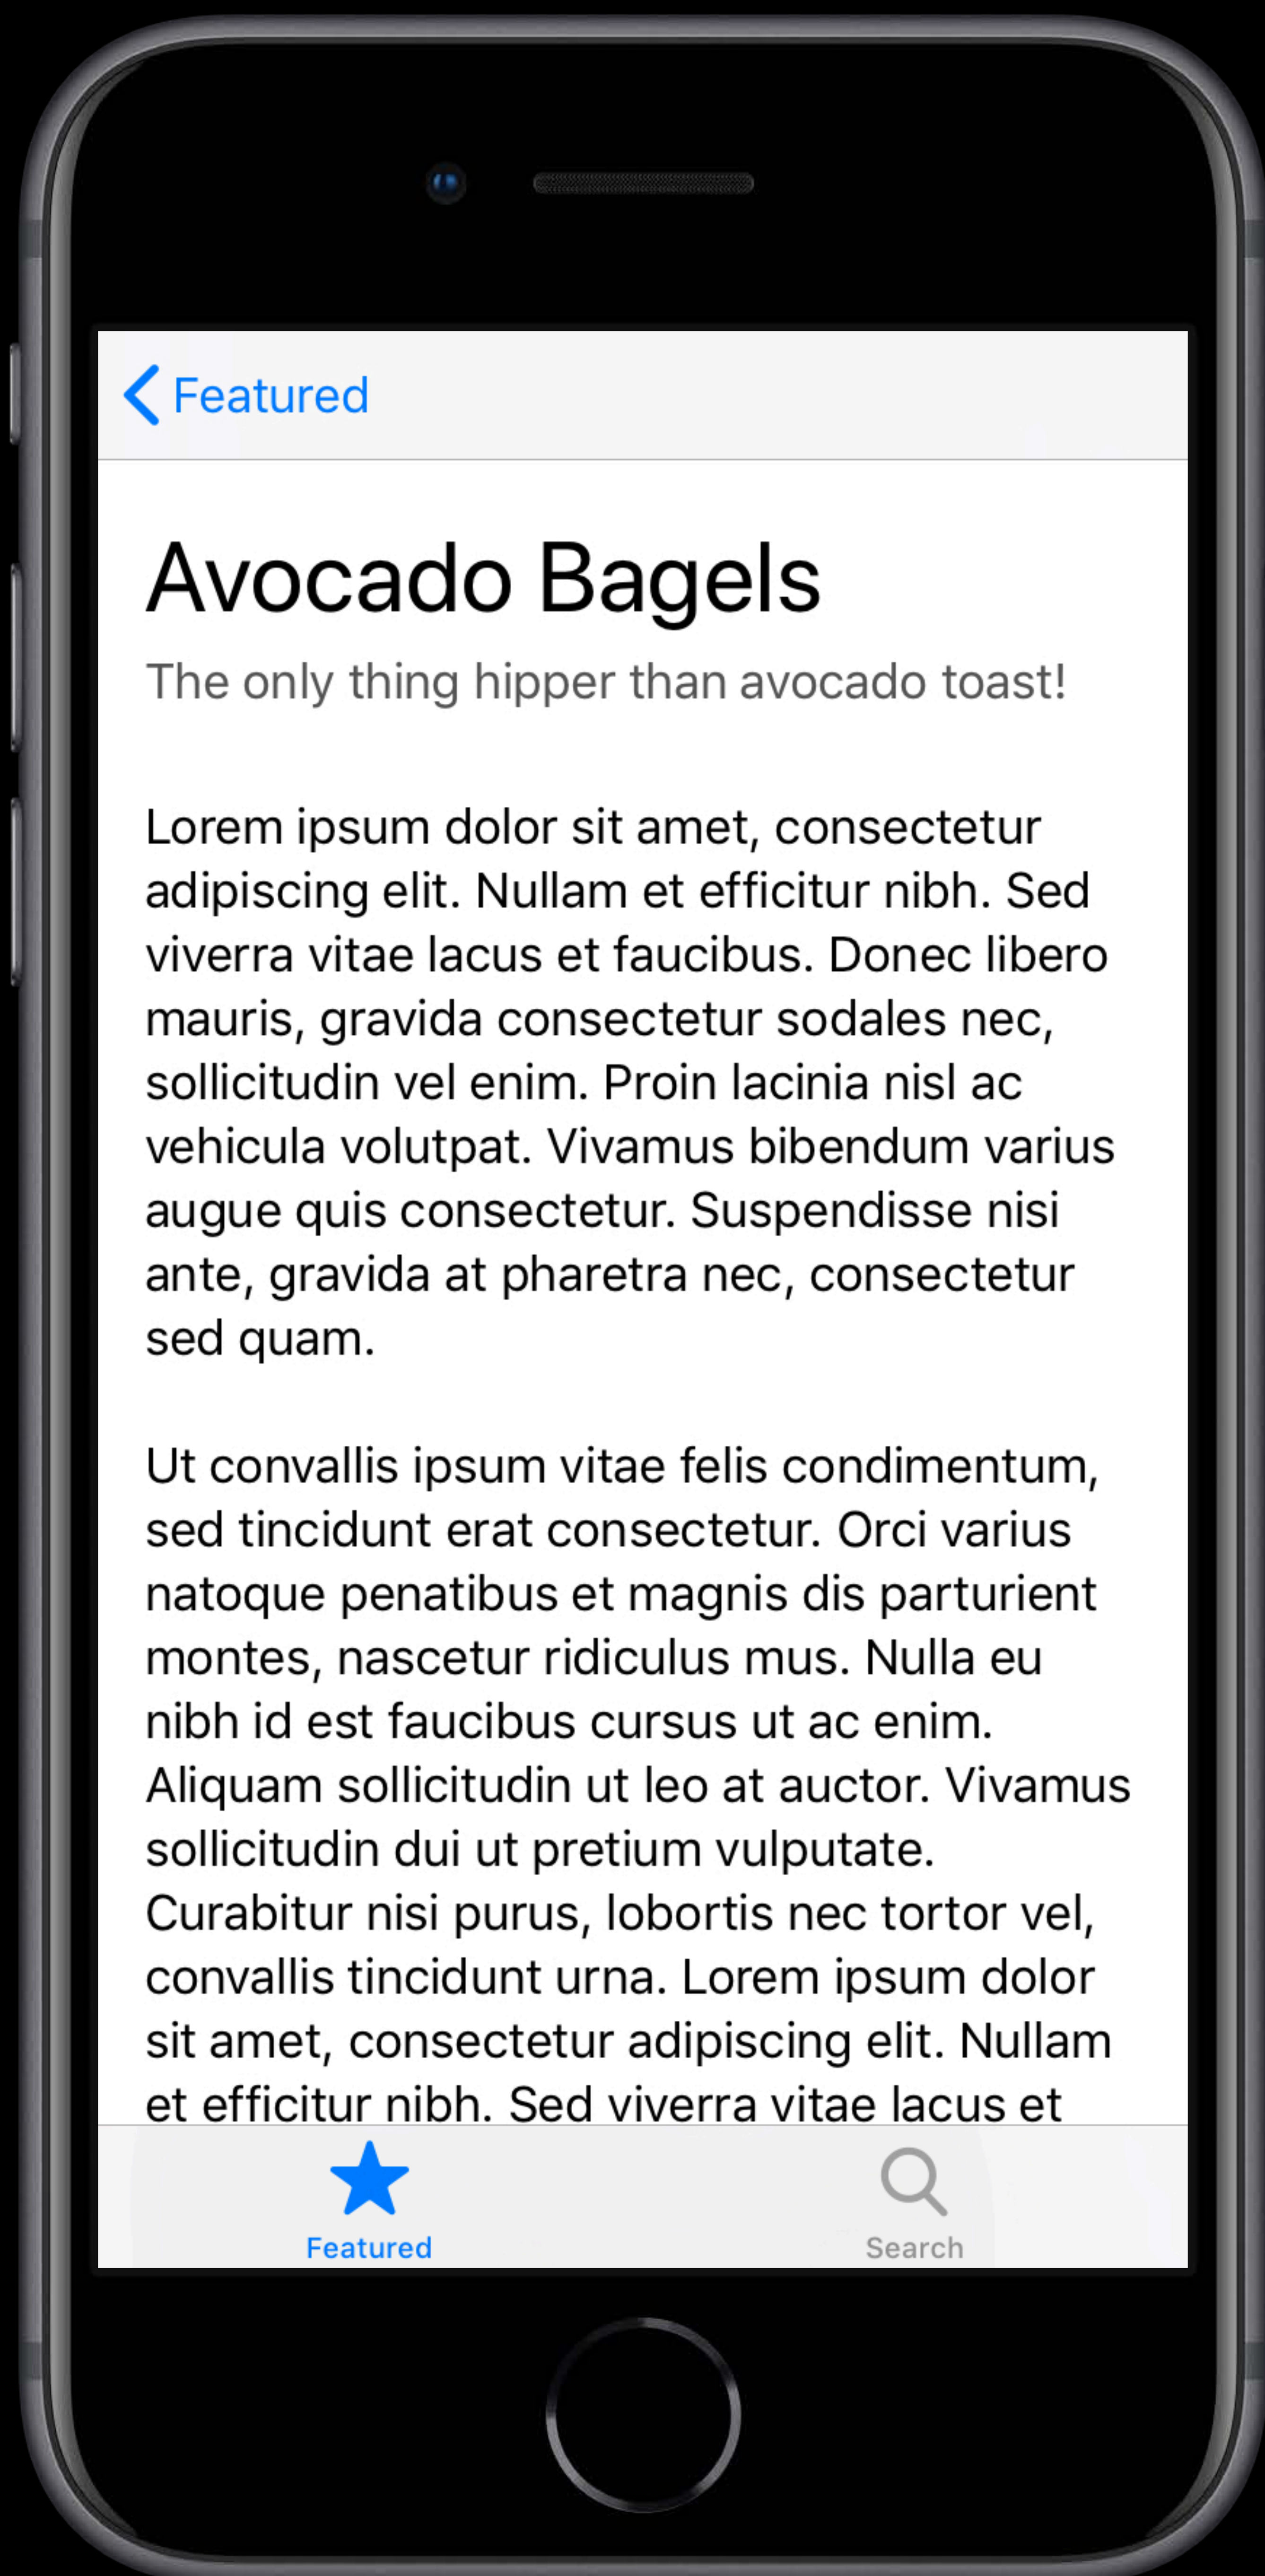 Featured
Avocado Bagels
The only thing hipper than avocado toast!
Lorem ipsum dolor sit amet, consectetur
adipiscing elit. Nullam et efficitur nibh. Sed
viverra vitae lacus et faucibus. Donec libero
mauris, gravida consectetur sodales nec,
sollicitudin vel enim. Proin lacinia nisl ac
vehicula volutpat. Vivamus bibendum varius
augue quis consectetur. Suspendisse nisi
ante, gravida at pharetra nec, consectetur
sed quam.
Ut convallis ipsum vitae felis condimentum,
sed tincidunt erat consectetur. Orci varius
natoque penatibus et magnis dis parturient
montes, nascetur ridiculus mus. Nulla eu
nibh id est faucibus cursus ut ac enim.
Aliquam sollicitudin ut leo at auctor. Vivamus
sollicitudin dui ut pretium vulputate.
Curabitur nisi purus, lobortis nec tortor vel,
convallis tincidunt urna. Lorem ipsum dolor
sit amet, consectetur adipiscing elit. Nullam
et efficitur nibh. Sed viverra vitae lacus et
Featured
Search